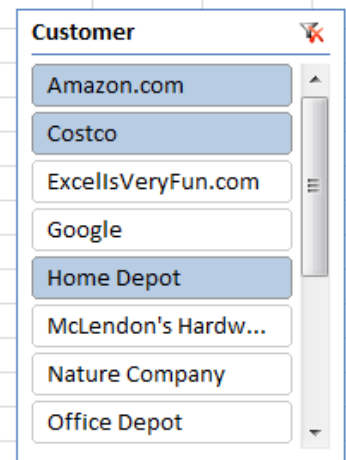 Customer
Amazon.com
Costco
ExcelIsVeryFun.com
Google
Home Depot
McLendon's Hardw...
Nature Company
Office Depot